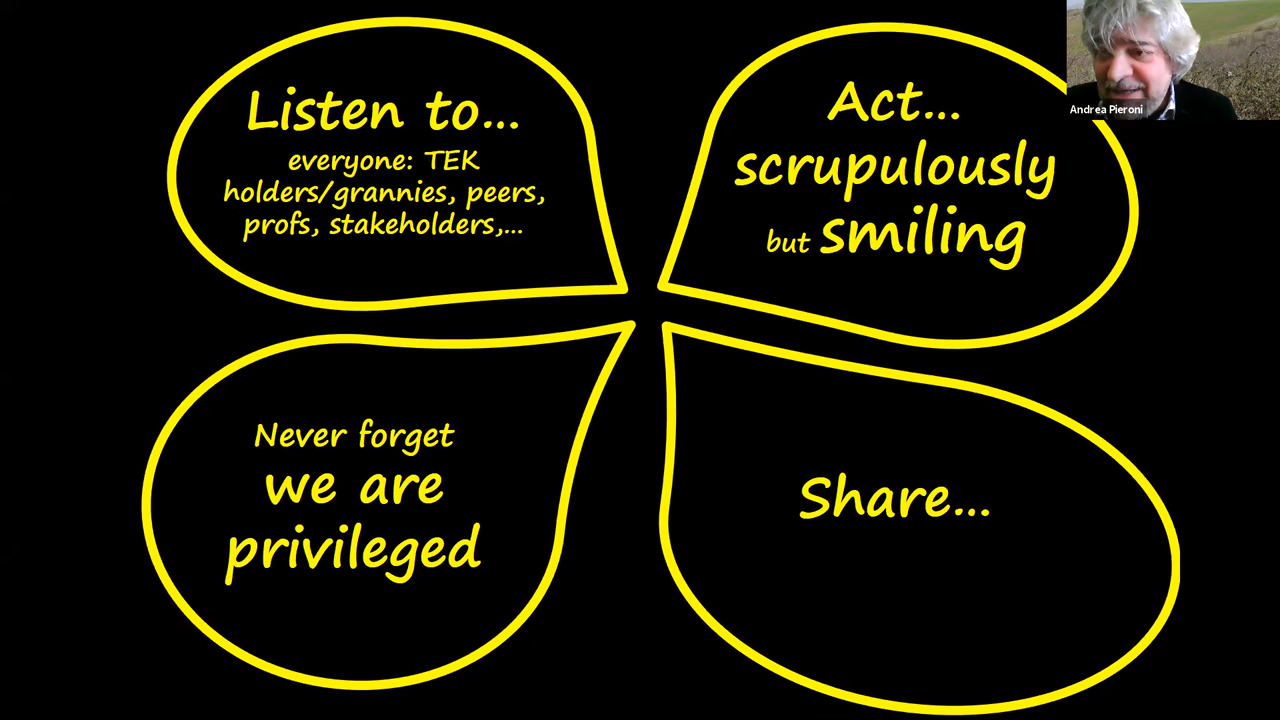 Listen to...
everyone: TEK
holders/grannies, peers,
profs, stakeholders,...
Act...
scrupulously
but smiling
Andrea Pieroni
Never forget
we are
privileged
Share...